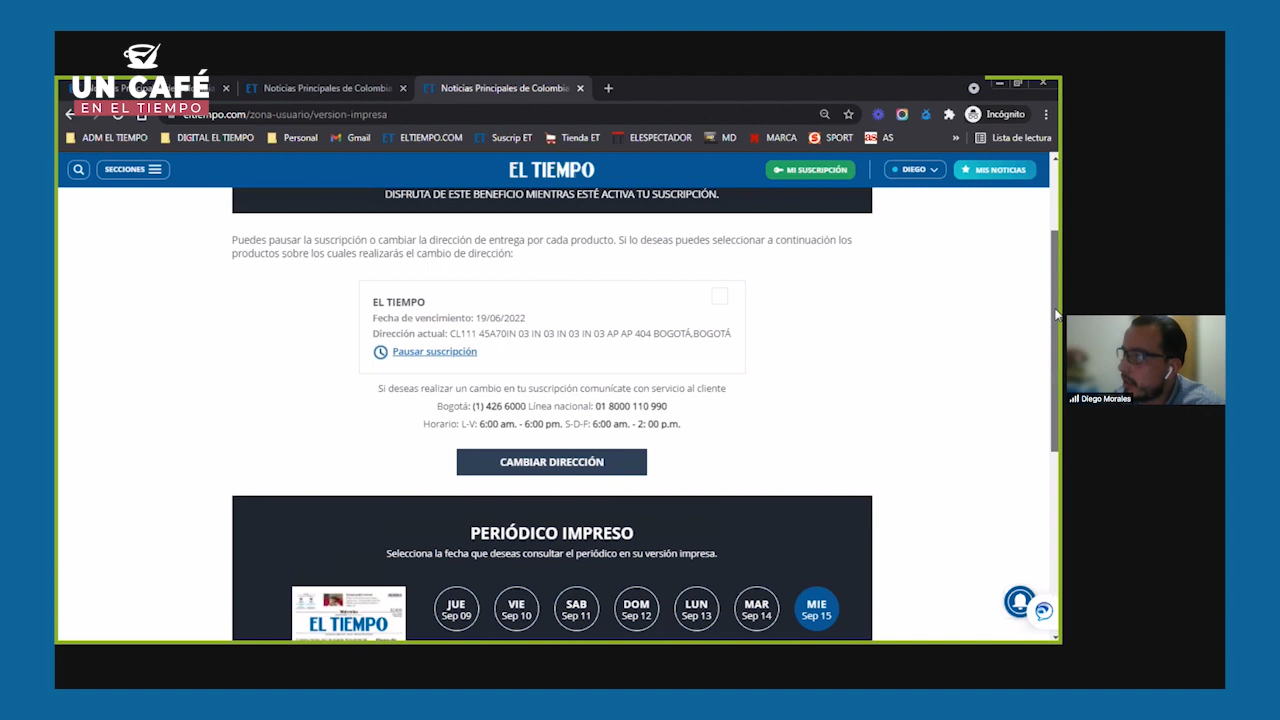 UN CAFÉ
EN EL TIEMPO
Noticias Principales de Colombia
Noticias Principales de Colombia
eltiempo.com/zona-usuario/version-impresa
Incógnito
ADM EL TIEMPO DIGITAL EL TIEMPO Personal Gmail ET ELTIEMPO.COM ET Suscrip ET Tienda ET ELESPECTADOR MD MARCA SPORT as AS » Lista de lectura
SECCIONES EL TIEMPO MI SUSCRIPCIÓN DIEGO MIS NOTICIAS
DISFRUTA DE ESTE BENEFICIO MIENTRAS ESTÉ ACTIVA TU SUSCRIPCIÓN.
Puedes pausar la suscripción o cambiar la dirección de entrega por cada producto. Si lo deseas puedes seleccionar a continuación los
productos sobre los cuales realizarás el cambio de dirección:
EL TIEMPO
Fecha de vencimiento: 19/06/2022
Dirección actual: CL111 45A70IN 03 IN 03 IN 03 IN 03 AP AP 404 BOGOTÁ,BOGOTÁ
Pausar suscripción
Si deseas realizar un cambio en tu suscripción comunícate con servicio al cliente
Bogotá: (1) 426 6000 Línea nacional: 01 8000 110 990
Horario: L-V: 6:00 am. - 6:00 pm. S-D-F: 6:00 am. - 2: 00 p.m.
CAMBIAR DIRECCIÓN
Diego Morales
PERIÓDICO IMPRESO
Selecciona la fecha que deseas consultar el periódico en su versión impresa.
EL TIEMPO
JUE VIE SAB DOM LUN MAR MIE
Sep 09 Sep 10 Sep 11 Sep 12 Sep 13 Sep 14 Sep 15